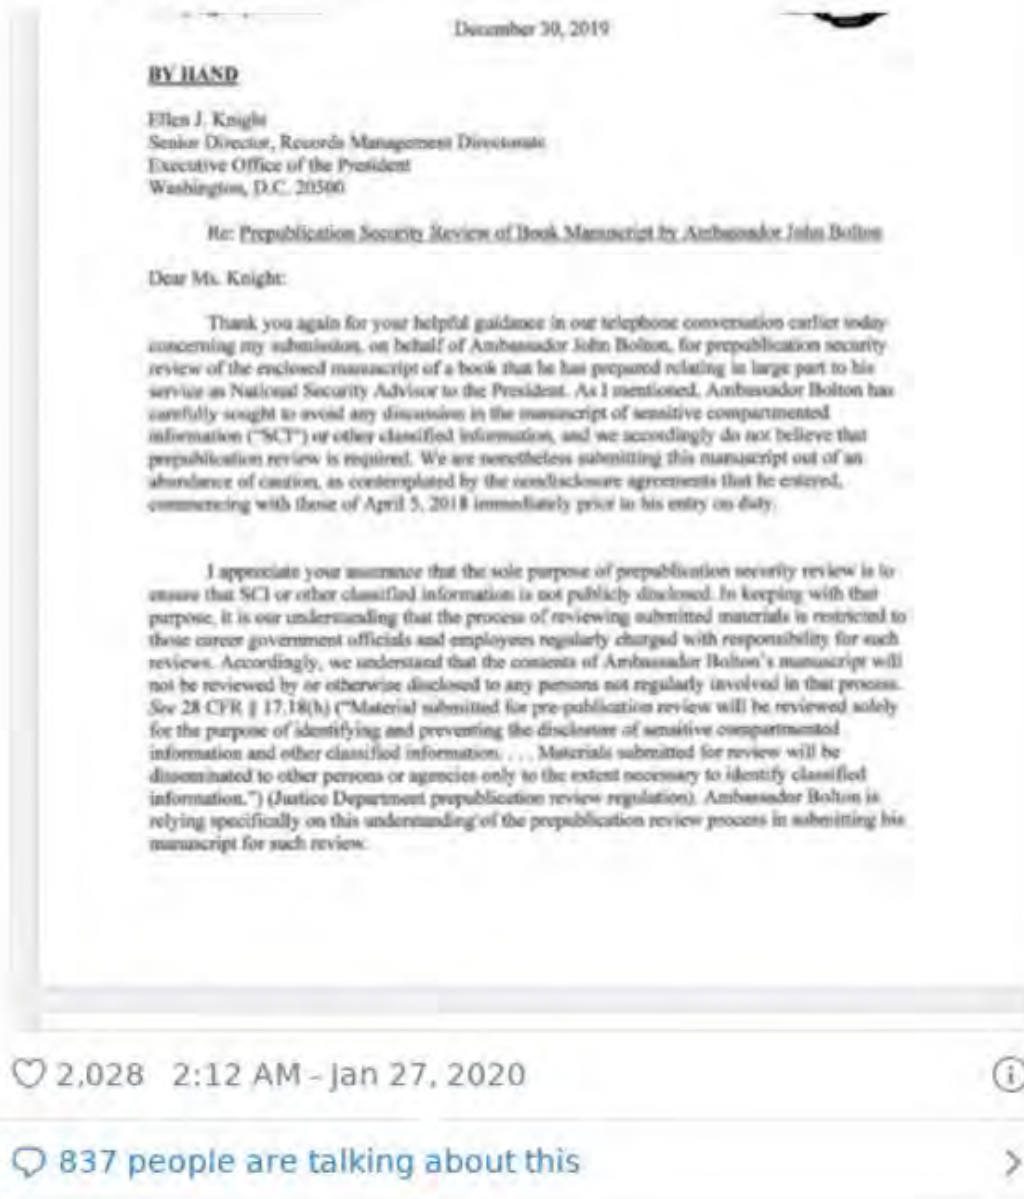 December 30, 2019
BY HAND
Ellen J. Knight
Senior Director, Records Management Directorate
Executive Office of the President
Washington, D.C. 20500
Re: Prepublication Security Review of Book Manuscript by Ambassador John Bolton
Dear Ms. Knight:
Thank you again for your helpful guidance in our telephone conversation earlier today
concerning my submission, on behalf of Ambassador John Bolton, for prepublication security
review of the enclosed manuscript of a book that he has prepared relating in large part to his
service as National Security Advisor to the President. As I mentioned, Ambassador Bolton has
carefully sought to avoid any discussion in the manuscript of sensitive compartmented
information ("SCI") or other classified information, and we accordingly do not believe that
prepublication review is required. We are nonetheless submitting this manuscript out of an
abundance of caution, as contemplated by the nondisclosure agreements that he entered,
commencing with those of April 5, 2018 immediately prior to his entry on duty.
I appreciate your assurance that the sole purpose of prepublication security review is to
ensure that SCI or other classified information is not publicly disclosed. In keeping with that
purpose, it is our understanding that the process of reviewing submitted materials is restricted to
those career government officials and employees regularly charged with responsibility for such
reviews. Accordingly, we understand that the contents of Ambassador Bolton's manuscript will
not be reviewed by or otherwise disclosed to any persons not regularly involved in that process.
See 28 CFR § 17.18(h) ("Material submitted for pre-publication review will be reviewed solely
for the purpose of identifying and preventing the disclosure of sensitive compartmented
information and other classified information. . . . Materials submitted for review will be
disseminated to other persons or agencies only to the extent necessary to identify classified
information.") (Justice Department prepublication review regulation). Ambassador Bolton is
relying specifically on this understanding of the prepublication review process in submitting his
manuscript for such review.
2,028 2:12 AM - Jan 27, 2020
837 people are talking about this